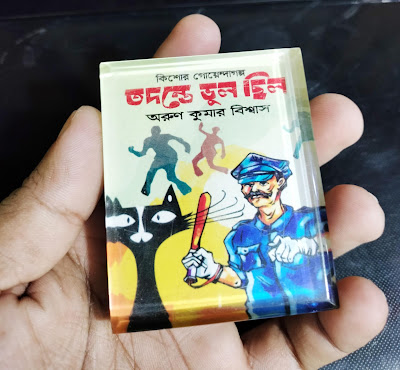 কিশোর গোয়েন্দাগল্প
তদন্তে ভুল ছিল
অরুণ কুমার বিশ্বাস